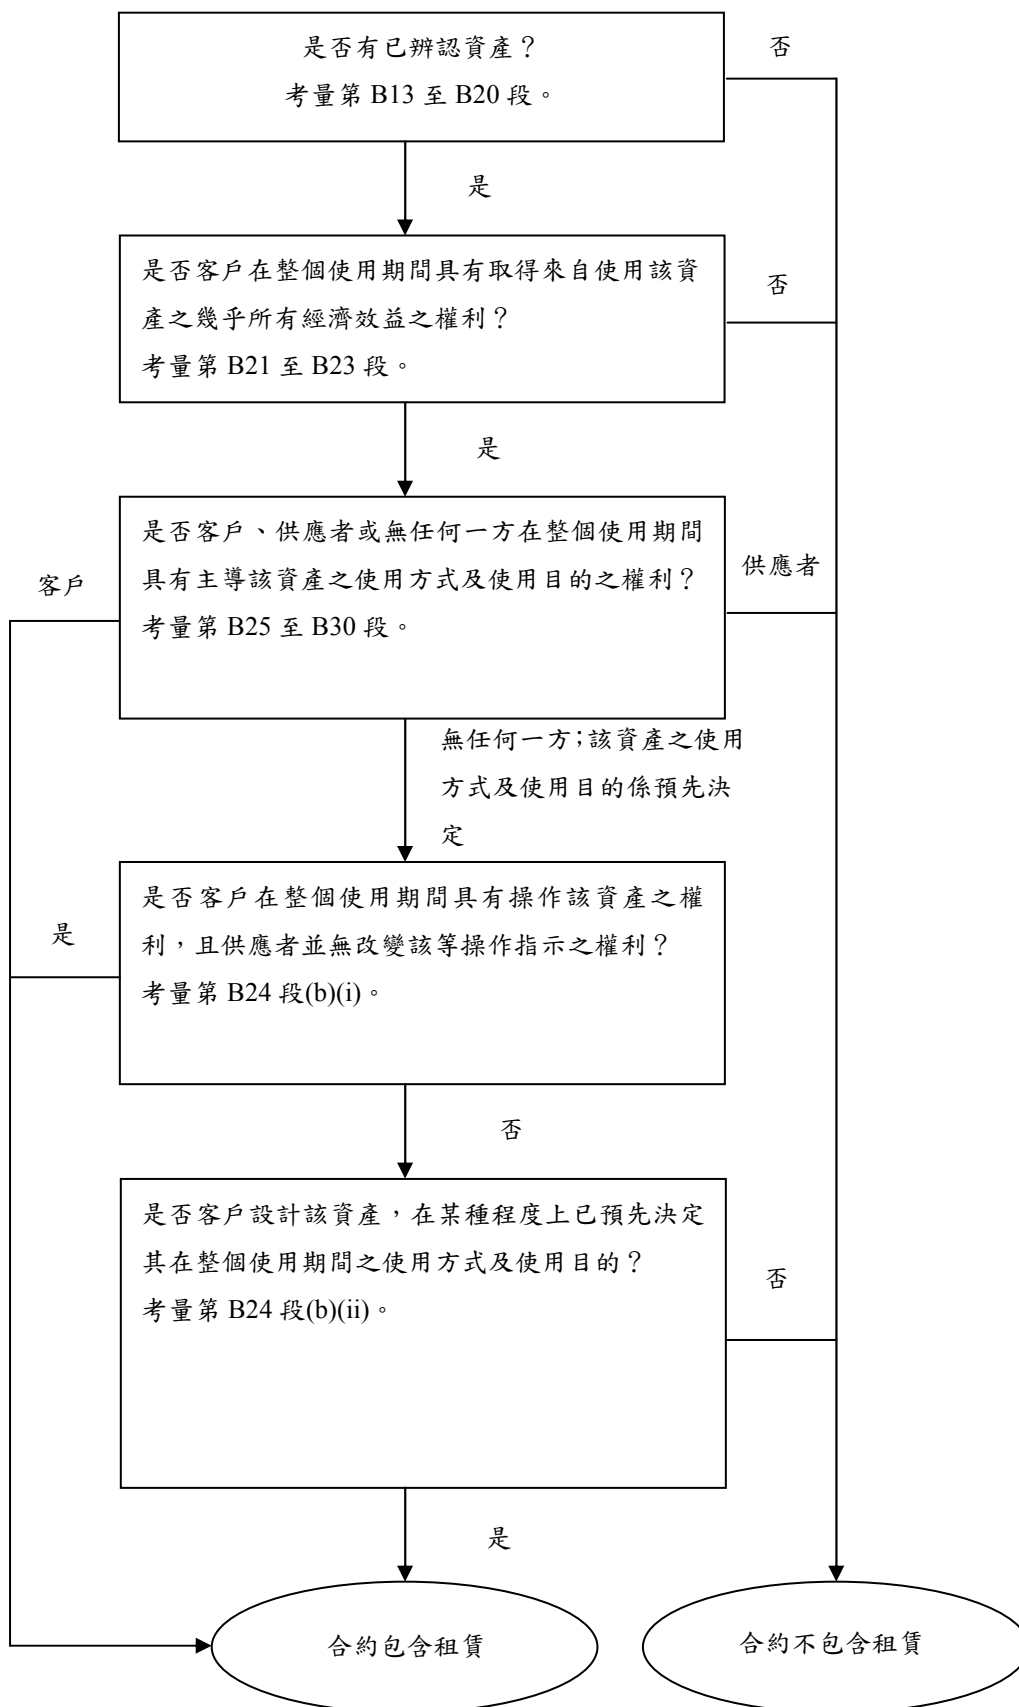 是否有已辨認資產？
考量第 B13 至 B20 段。
否
是
是否客戶在整個使用期間具有取得來自使用該資
產之幾乎所有經濟效益之權利？
考量第 B21 至 B23 段。
否
是
是否客戶、供應者或無任何一方在整個使用期間
具有主導該資產之使用方式及使用目的之權利？
考量第 B25 至 B30 段。
客戶
供應者
無任何一方；該資產之使用
方式及使用目的係預先決
定
是否客戶在整個使用期間具有操作該資產之權
利，且供應者並無改變該等操作指示之權利？
考量第 B24 段(b)(i)。
是
否
是否客戶設計該資產，在某種程度上已預先決定
其在整個使用期間之使用方式及使用目的？
考量第 B24 段(b)(ii)。
否
是
合約包含租賃
合約不包含租賃